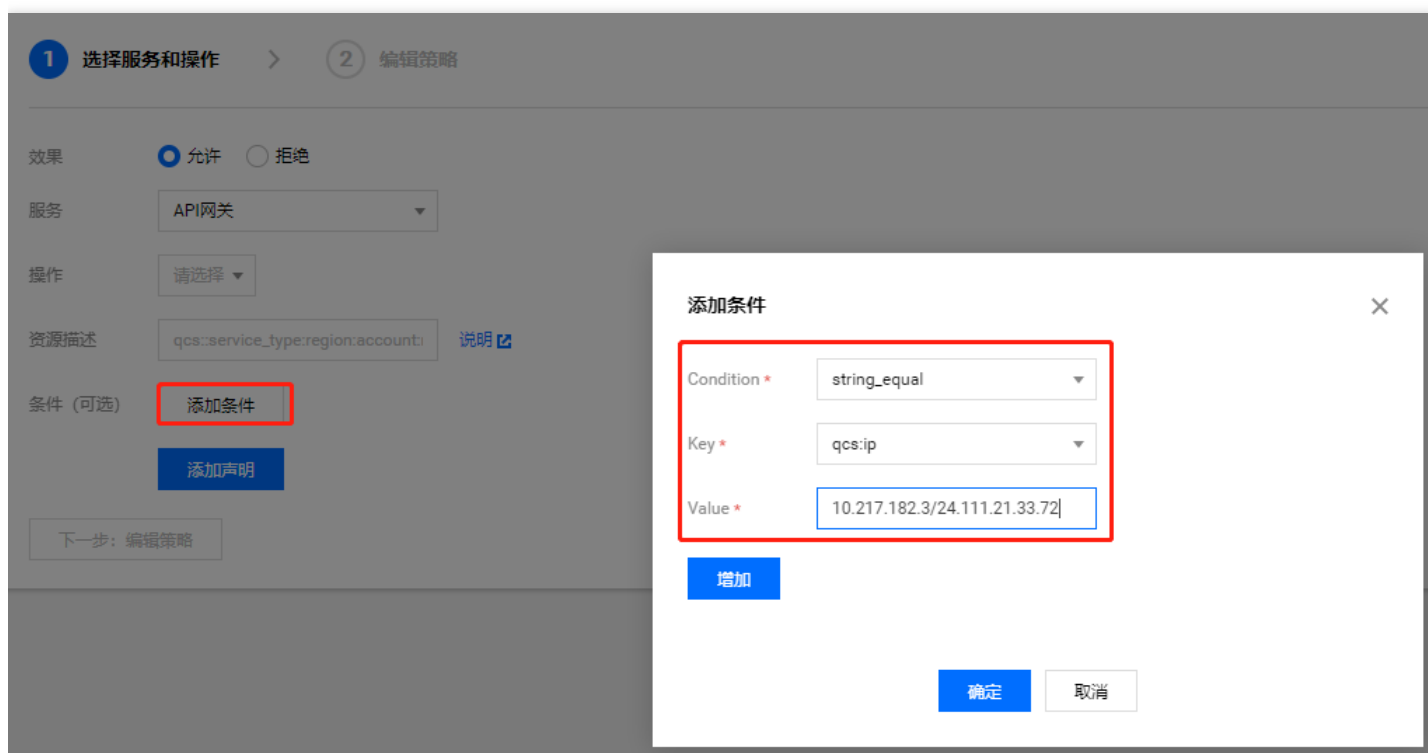 1 选择服务和操作 > 2 编辑策略
效果 允许 拒绝
服务 API网关
操作 请选择
资源描述 qcs::service_type:region:account: 说明
条件（可选） 添加条件
添加声明
下一步：编辑策略
添加条件
Condition * string_equal
Key * qcs:ip
Value * 10.217.182.3/24.111.21.33.72
增加
确定 取消